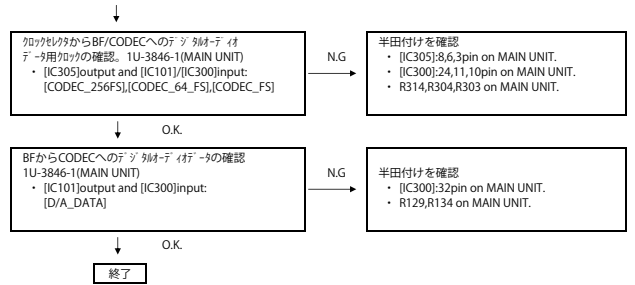 ｸﾛｯｸｾﾚｸﾀからBF/CODECへのﾃﾞｼﾞﾀﾙオｰﾃﾞｨオ
ﾃﾞｰﾀ用ｸﾛｯｸの確認。1U-3846-1(MAIN UNIT)
・ [IC305]output and [IC101]/[IC300]input:
[CODEC_256FS],[CODEC_64_FS],[CODEC_FS]
N.G
半田付けを確認
・ [IC305]:8,6,3pin on MAIN UNIT.
・ [IC300]:24,11,10pin on MAIN UNIT.
・ R314,R304,R303 on MAIN UNIT.
O.K.
BFからCODECへのﾃﾞｼﾞﾀﾙｵｰﾃﾞｨｵﾃﾞｰﾀの確認
1U-3846-1(MAIN UNIT)
・ [IC101]output and [IC300]input:
[D/A_DATA]
N.G
半田付けを確認
・ [IC300]:32pin on MAIN UNIT.
・ R129,R134 on MAIN UNIT.
O.K.
終了